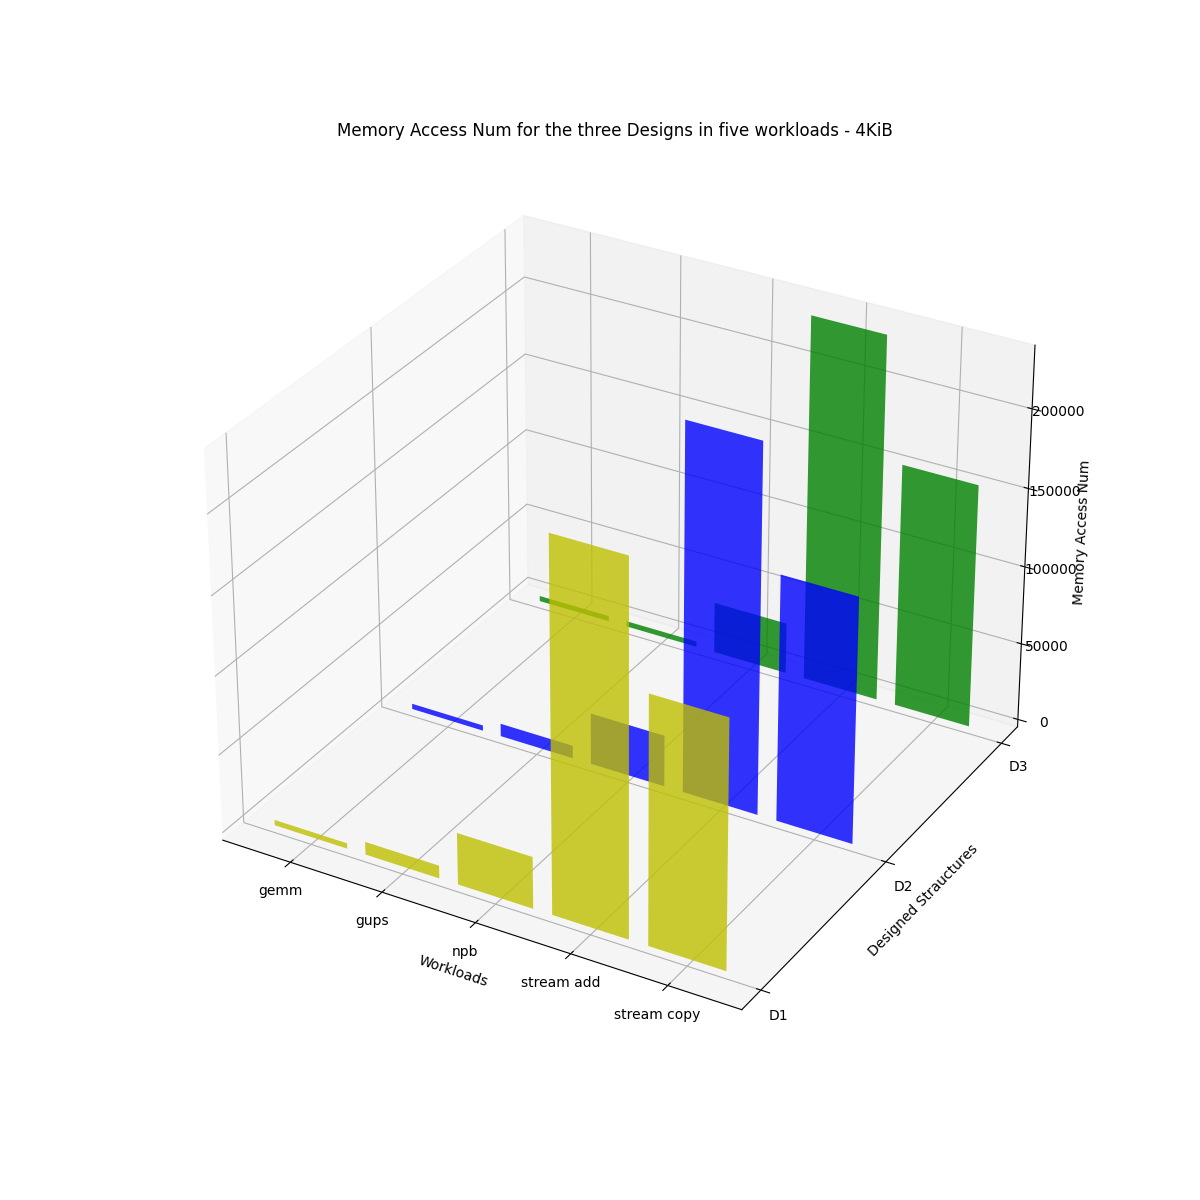 Memory Access Num for the three Designs in five workloads - 4KiB
200000
150000
100000
50000
0
Memory Access Num
D3
D2
D1
Designed Strauctures
gemm
gups
npb
stream add
stream copy
Workloads